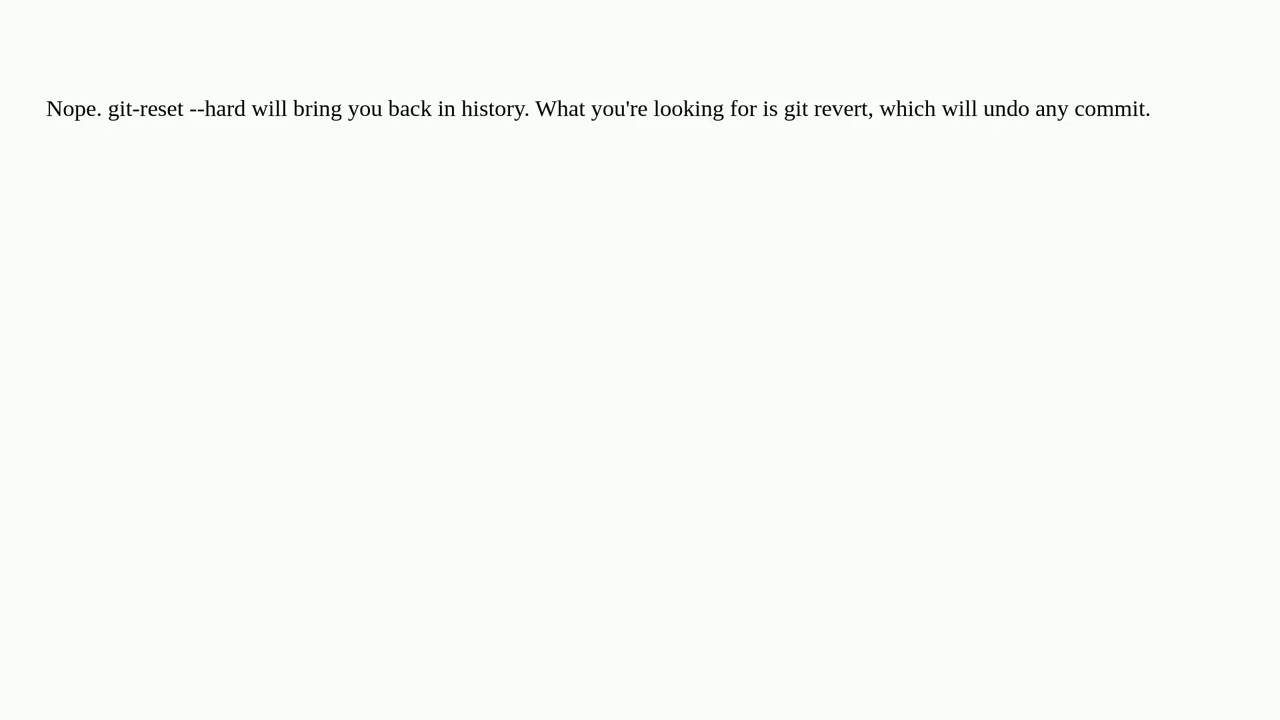 Nope. git-reset --hard will bring you back in history. What you're looking for is git revert, which will undo any commit.